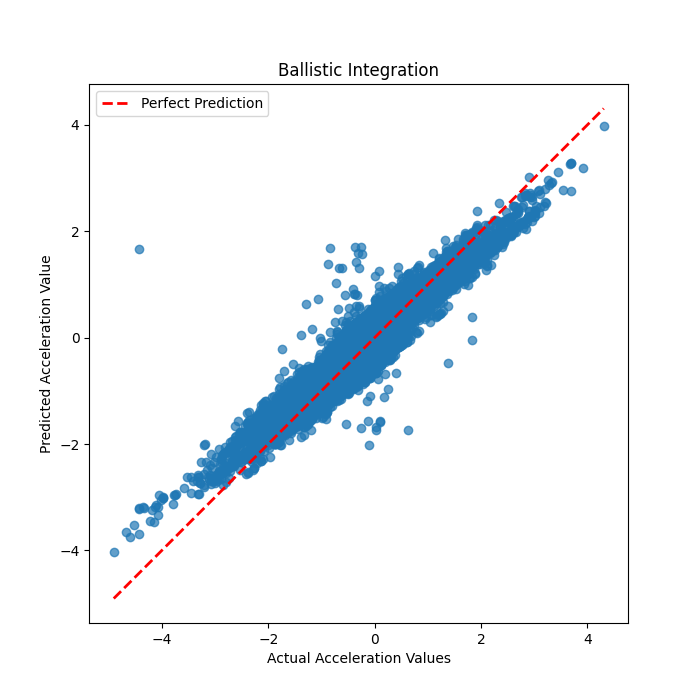 Ballistic Integration
Perfect Prediction
Predicted Acceleration Value
4
2
0
−2
−4
−4
−2
0
2
4
Actual Acceleration Values